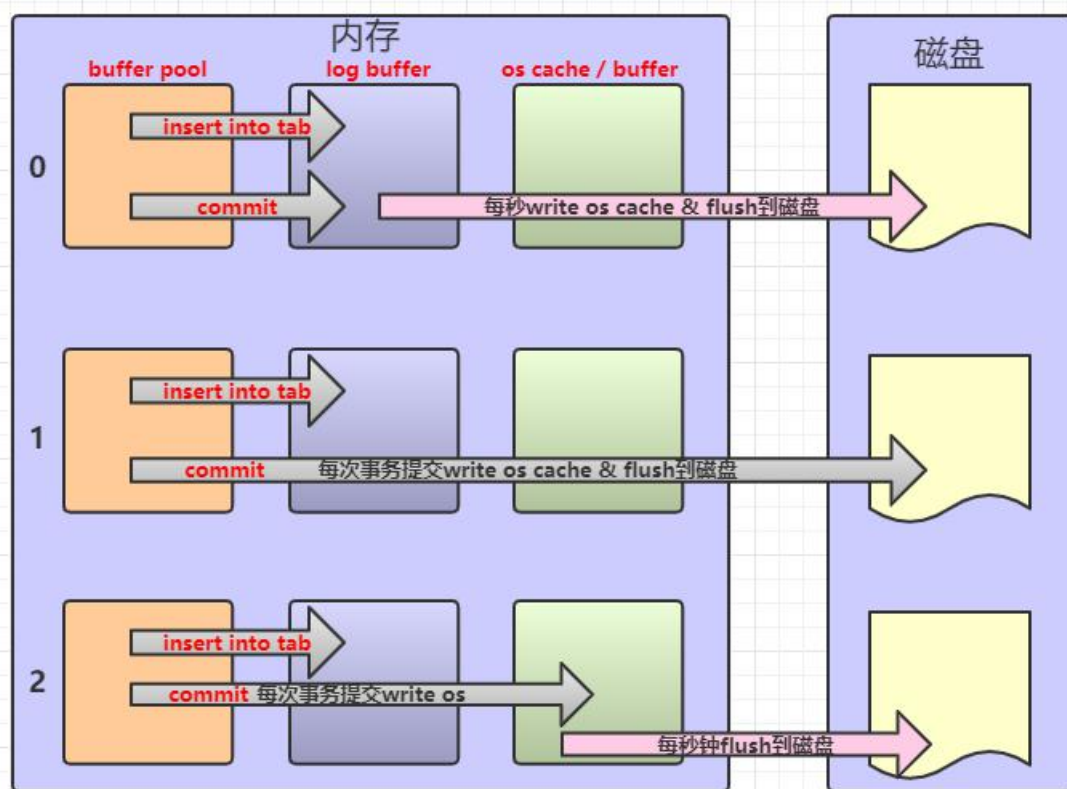 内存
磁盘
buffer pool
log buffer
os cache / buffer
0
insert into tab
commit
每秒write os cache & flush到磁盘
1
insert into tab
commit 每次事务提交write os cache & flush到磁盘
2
insert into tab
commit 每次事务提交write os
每秒钟flush到磁盘